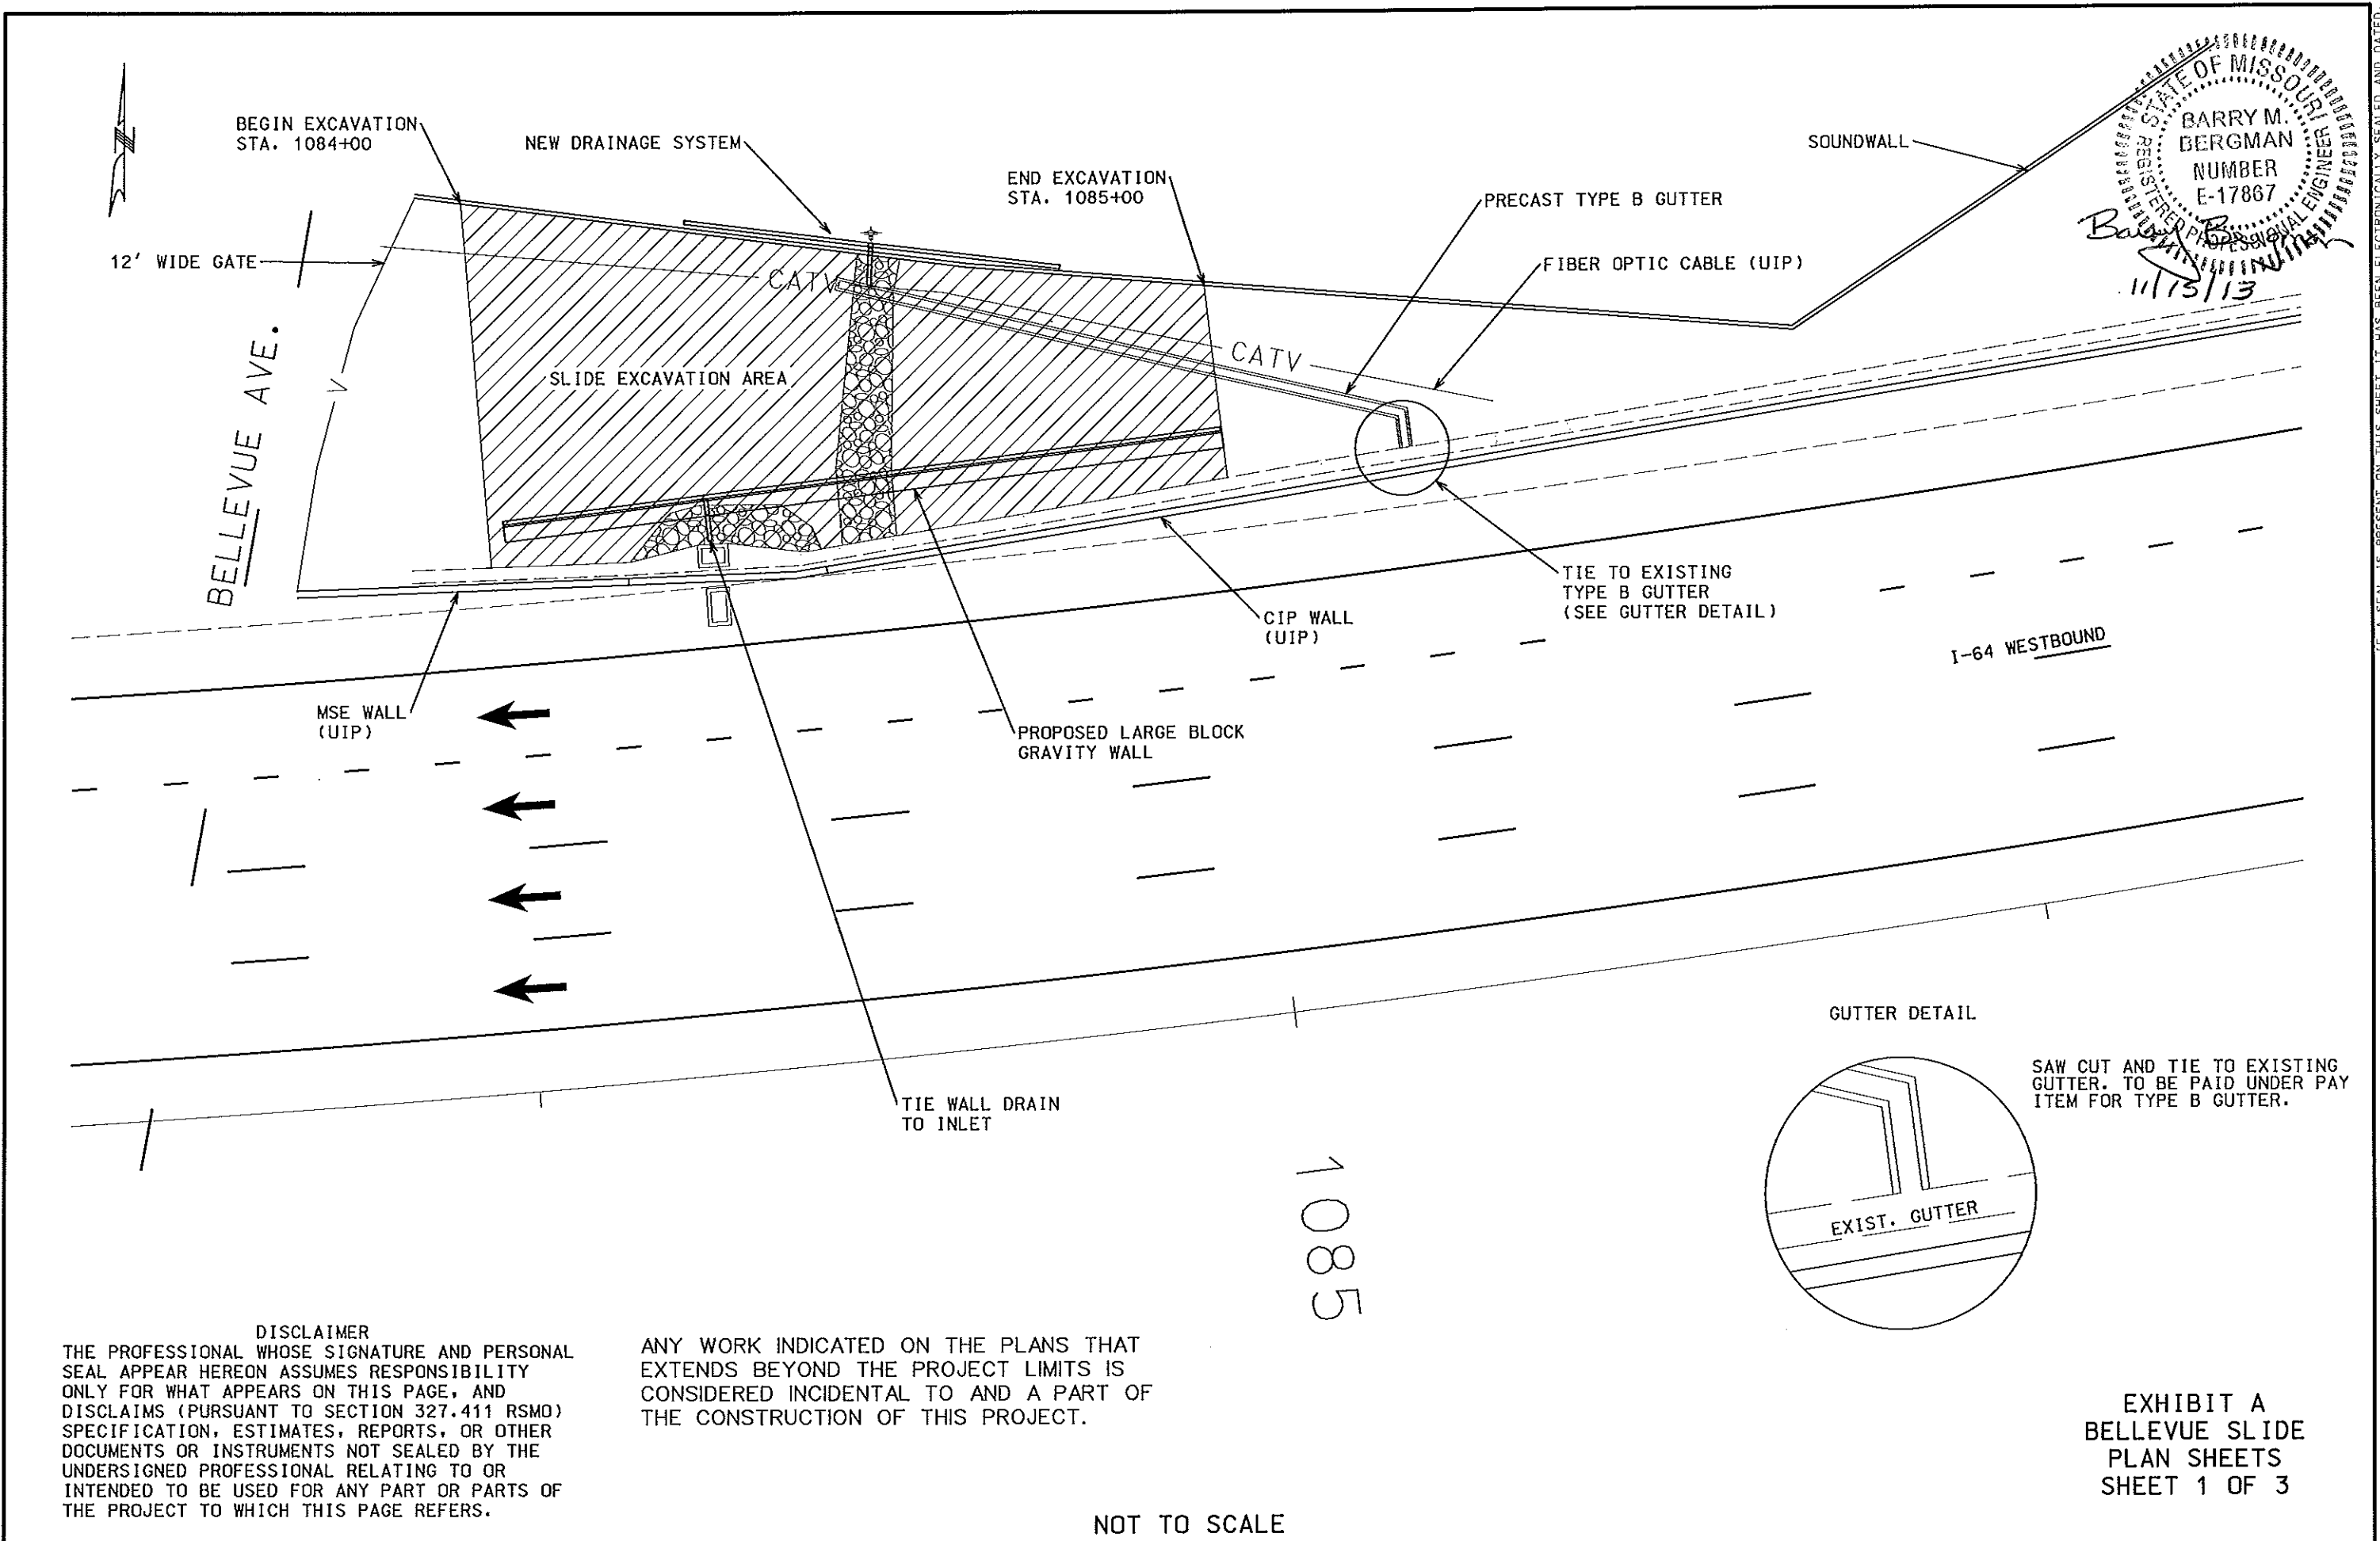 BEGIN EXCAVATION
STA. 1084+00
NEW DRAINAGE SYSTEM
END EXCAVATION
STA. 1085+00
PRECAST TYPE B GUTTER
SOUNDWALL
STATE OF MISSOURI
BARRY M.
BERGMAN
NUMBER
E-17867
REGISTERED PROFESSIONAL ENGINEER
11/15/13
N
12' WIDE GATE
FIBER OPTIC CABLE (UIP)
CATV
CATV
SLIDE EXCAVATION AREA
V
BELLEVUE AVE.
TIE TO EXISTING
TYPE B GUTTER
(SEE GUTTER DETAIL)
CIP WALL
(UIP)
I-64 WESTBOUND
MSE WALL
(UIP)
PROPOSED LARGE BLOCK
GRAVITY WALL
TIE WALL DRAIN
TO INLET
1085
GUTTER DETAIL
SAW CUT AND TIE TO EXISTING
GUTTER. TO BE PAID UNDER PAY
ITEM FOR TYPE B GUTTER.
EXIST. GUTTER
DISCLAIMER
THE PROFESSIONAL WHOSE SIGNATURE AND PERSONAL
SEAL APPEAR HEREON ASSUMES RESPONSIBILITY
ONLY FOR WHAT APPEARS ON THIS PAGE, AND
DISCLAIMS (PURSUANT TO SECTION 327.411 RSMO)
SPECIFICATION, ESTIMATES, REPORTS, OR OTHER
DOCUMENTS OR INSTRUMENTS NOT SEALED BY THE
UNDERSIGNED PROFESSIONAL RELATING TO OR
INTENDED TO BE USED FOR ANY PART OR PARTS OF
THE PROJECT TO WHICH THIS PAGE REFERS.
ANY WORK INDICATED ON THE PLANS THAT
EXTENDS BEYOND THE PROJECT LIMITS IS
CONSIDERED INCIDENTAL TO AND A PART OF
THE CONSTRUCTION OF THIS PROJECT.
EXHIBIT A
BELLEVUE SLIDE
PLAN SHEETS
SHEET 1 OF 3
NOT TO SCALE